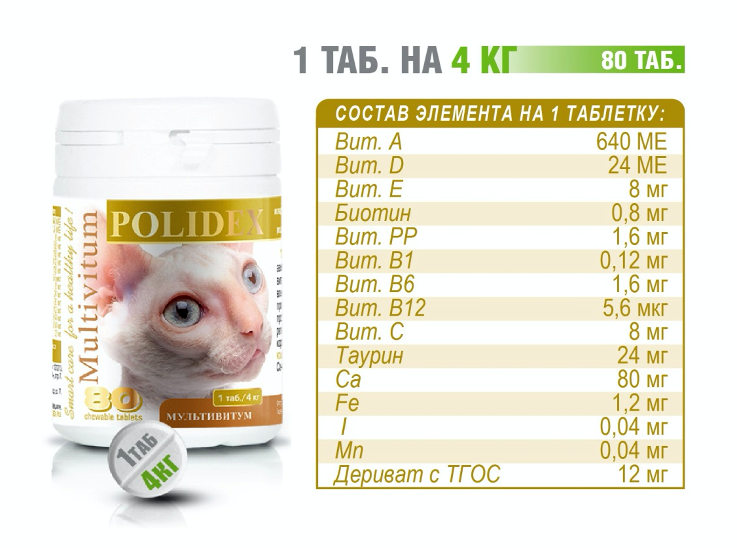 1 ТАБ. НА 4 КГ
80 ТАБ.
СОСТАВ ЭЛЕМЕНТА НА 1 ТАБЛЕТКУ:
Вит. А 640 МЕ
Вит. D 24 МЕ
Вит. Е 8 мг
Биотин 0,8 мг
Вит. РР 1,6 мг
Вит. В1 0,12 мг
Вит. В6 1,6 мг
Вит. В12 5,6 мкг
Вит. С 8 мг
Таурин 24 мг
Ca 80 мг
Fe 1,2 мг
I 0,04 мг
Mn 0,04 мг
Дериват с ТГОС 12 мг
POLIDEX
Multivitum
Smart care for a healthy life!
80
chewable tablets
1 таб./4 кг
МУЛЬТИВИТУМ
1ТАБ
4КГ